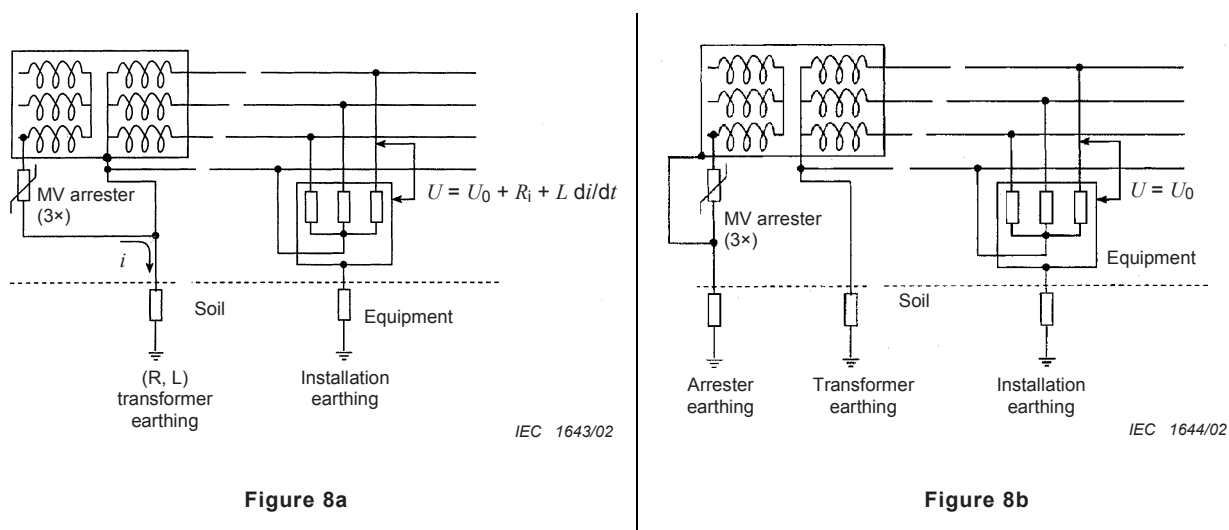 MV arrester
(3×)
i
U = U₀ + Rᵢ + L di/dt
Soil
Equipment
(R, L)
transformer
earthing
Installation
earthing
IEC 1643/02
Figure 8a
MV arrester
(3×)
U = U₀
Equipment
Soil
Arrester
earthing
Transformer
earthing
Installation
earthing
IEC 1644/02
Figure 8b